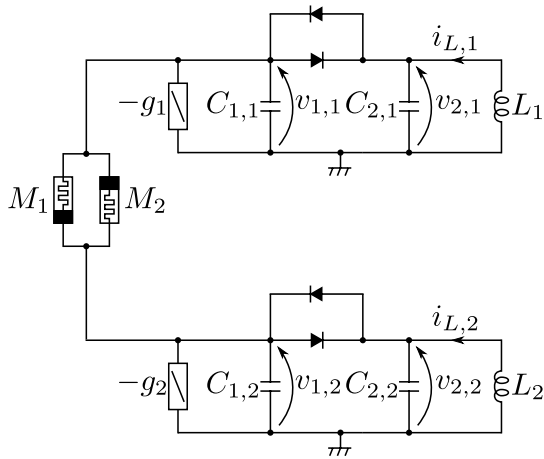 i_{L,1}
−g_1 C_{1,1} v_{1,1} C_{2,1} v_{2,1} L_1
M_1 M_2
i_{L,2}
−g_2 C_{1,2} v_{1,2} C_{2,2} v_{2,2} L_2